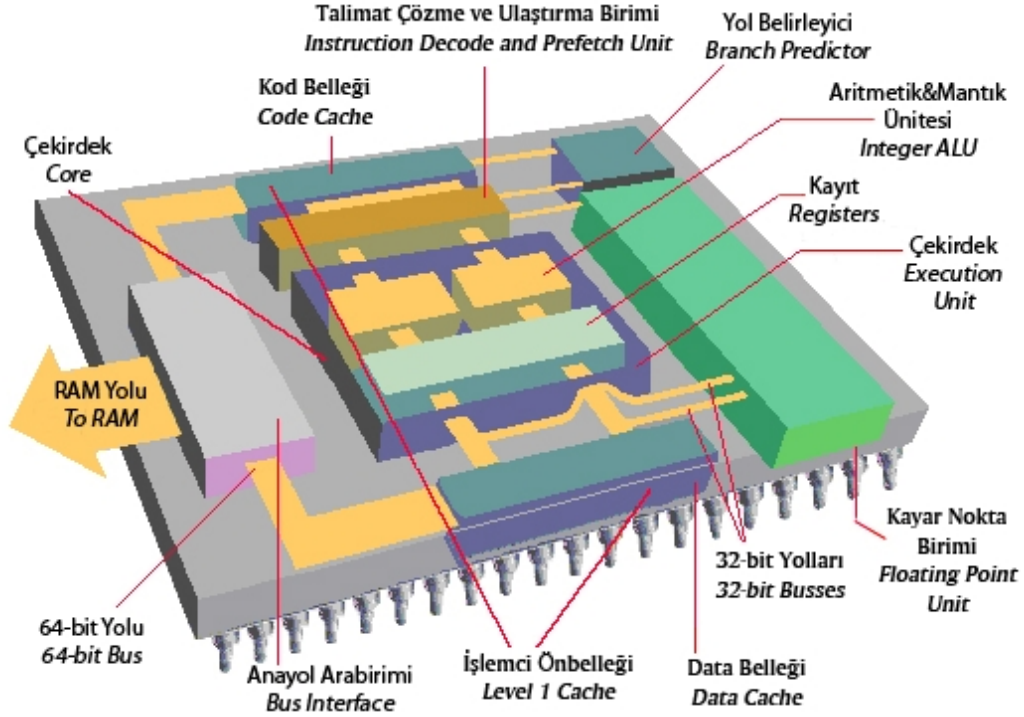 Talimat Çözme ve Ulaştırma Birimi
Instruction Decode and Prefetch Unit
Yol Belirleyici
Branch Predictor
Kod Belleği
Code Cache
Aritmetik&Mantık
Ünitesi
Integer ALU
Çekirdek
Core
Kayıt
Registers
Çekirdek
Execution
Unit
RAM Yolu
To RAM
Kayar Nokta
Birimi
Floating Point
Unit
32-bit Yolları
32-bit Busses
64-bit Yolu
64-bit Bus
Anayol Arabirimi
Bus Interface
İşlemci Önbelleği
Level 1 Cache
Data Belleği
Data Cache